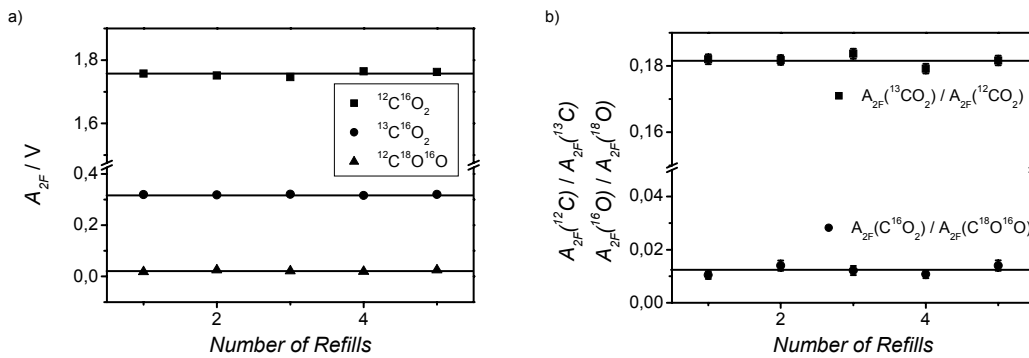 a)
1,8
1,6
0,4
0,2
0,0
A₂F / V
¹²C¹⁶O₂
¹³C¹⁶O₂
¹²C¹⁸O¹⁶O
2
4
Number of Refills
b)
0,18
0,16
0,04
0,02
0,00
A₂F(¹²C) / A₂F(¹³C)
A₂F(¹⁶O) / A₂F(¹⁸O)
A₂F(¹³CO₂) / A₂F(¹²CO₂)
A₂F(C¹⁶O₂) / A₂F(C¹⁸O¹⁶O)
2
4
Number of Refills